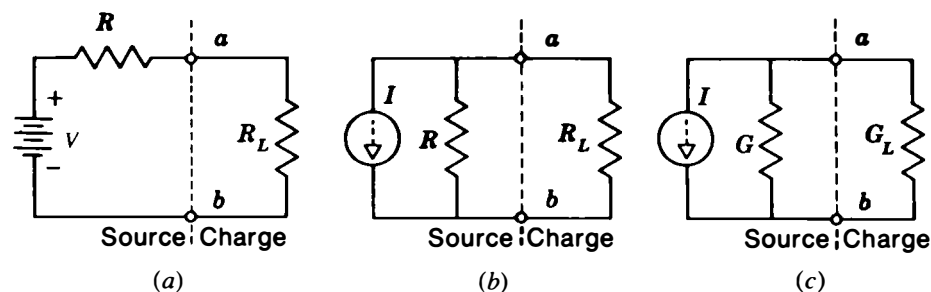 R
a
+
V
-
R_L
b
Source Charge
(a)
a
I
R
R_L
b
Source Charge
(b)
a
I
G
G_L
b
Source Charge
(c)